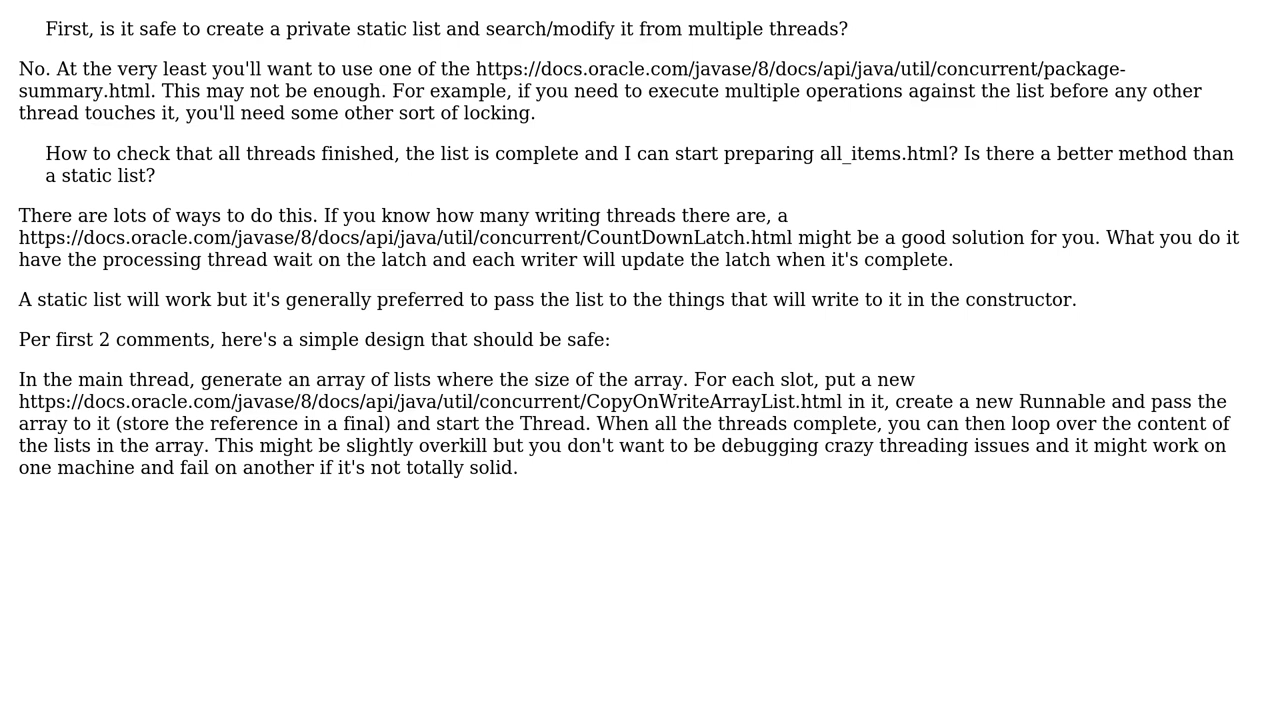 First, is it safe to create a private static list and search/modify it from multiple threads?
No. At the very least you'll want to use one of the https://docs.oracle.com/javase/8/docs/api/java/util/concurrent/package-
summary.html. This may not be enough. For example, if you need to execute multiple operations against the list before any other
thread touches it, you'll need some other sort of locking.
How to check that all threads finished, the list is complete and I can start preparing all_items.html? Is there a better method than
a static list?
There are lots of ways to do this. If you know how many writing threads there are, a
https://docs.oracle.com/javase/8/docs/api/java/util/concurrent/CountDownLatch.html might be a good solution for you. What you do it
have the processing thread wait on the latch and each writer will update the latch when it's complete.
A static list will work but it's generally preferred to pass the list to the things that will write to it in the constructor.
Per first 2 comments, here's a simple design that should be safe:
In the main thread, generate an array of lists where the size of the array. For each slot, put a new
https://docs.oracle.com/javase/8/docs/api/java/util/concurrent/CopyOnWriteArrayList.html in it, create a new Runnable and pass the
array to it (store the reference in a final) and start the Thread. When all the threads complete, you can then loop over the content of
the lists in the array. This might be slightly overkill but you don't want to be debugging crazy threading issues and it might work on
one machine and fail on another if it's not totally solid.